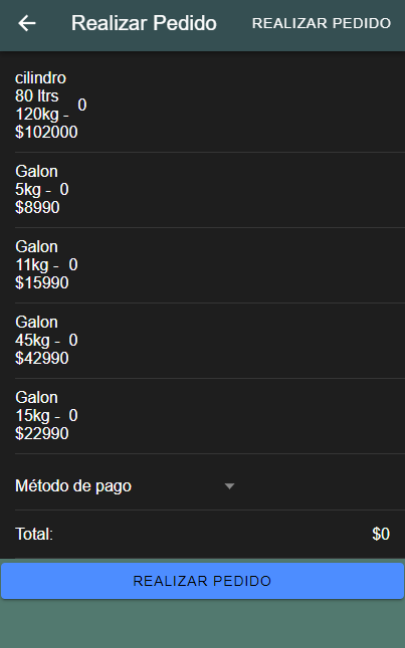 Realizar Pedido REALIZAR PEDIDO
cilindro
80 ltrs
120kg - 0
$102000
Galon
5kg - 0
$8990
Galon
11kg - 0
$15990
Galon
45kg - 0
$42990
Galon
15kg - 0
$22990
Método de pago
Total: $0
REALIZAR PEDIDO